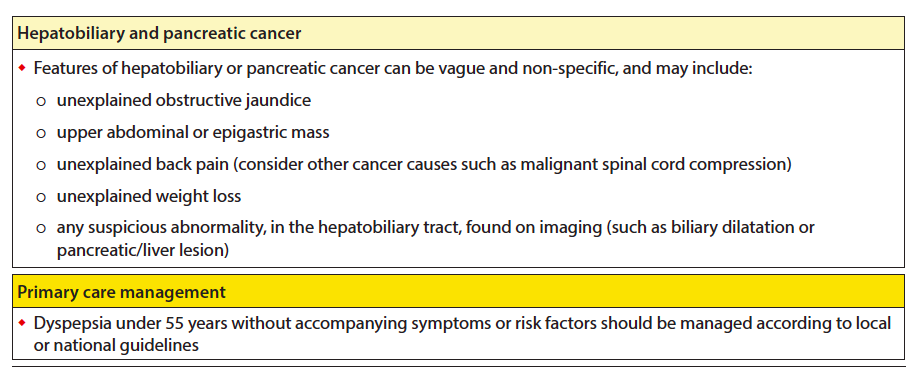 Hepatobiliary and pancreatic cancer
◆ Features of hepatobiliary or pancreatic cancer can be vague and non-specific, and may include:
o unexplained obstructive jaundice
o upper abdominal or epigastric mass
o unexplained back pain (consider other cancer causes such as malignant spinal cord compression)
o unexplained weight loss
o any suspicious abnormality, in the hepatobiliary tract, found on imaging (such as biliary dilatation or
pancreatic/liver lesion)
Primary care management
◆ Dyspepsia under 55 years without accompanying symptoms or risk factors should be managed according to local
or national guidelines